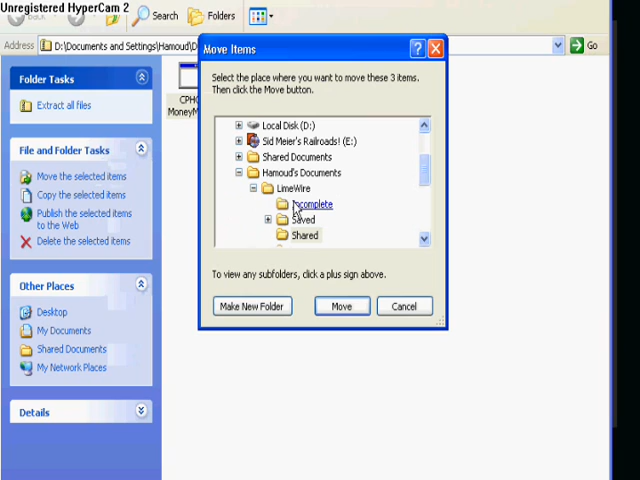 Unregistered HyperCam 2
Back
Search
Folders
Address
D:\Documents and Settings\Hamoud\D
Go
Folder Tasks
Extract all files
File and Folder Tasks
Move the selected items
Copy the selected items
Publish the selected items
to the Web
Delete the selected items
Other Places
Desktop
My Documents
Shared Documents
My Network Places
Details
CPHC
MoneyM
Move Items
Select the place where you want to move these 3 items.
Then click the Move button.
Local Disk (D:)
Sid Meier's Railroads! (E:)
Shared Documents
Hamoud's Documents
LimeWire
Incomplete
Saved
Shared
To view any subfolders, click a plus sign above.
Make New Folder
Move
Cancel